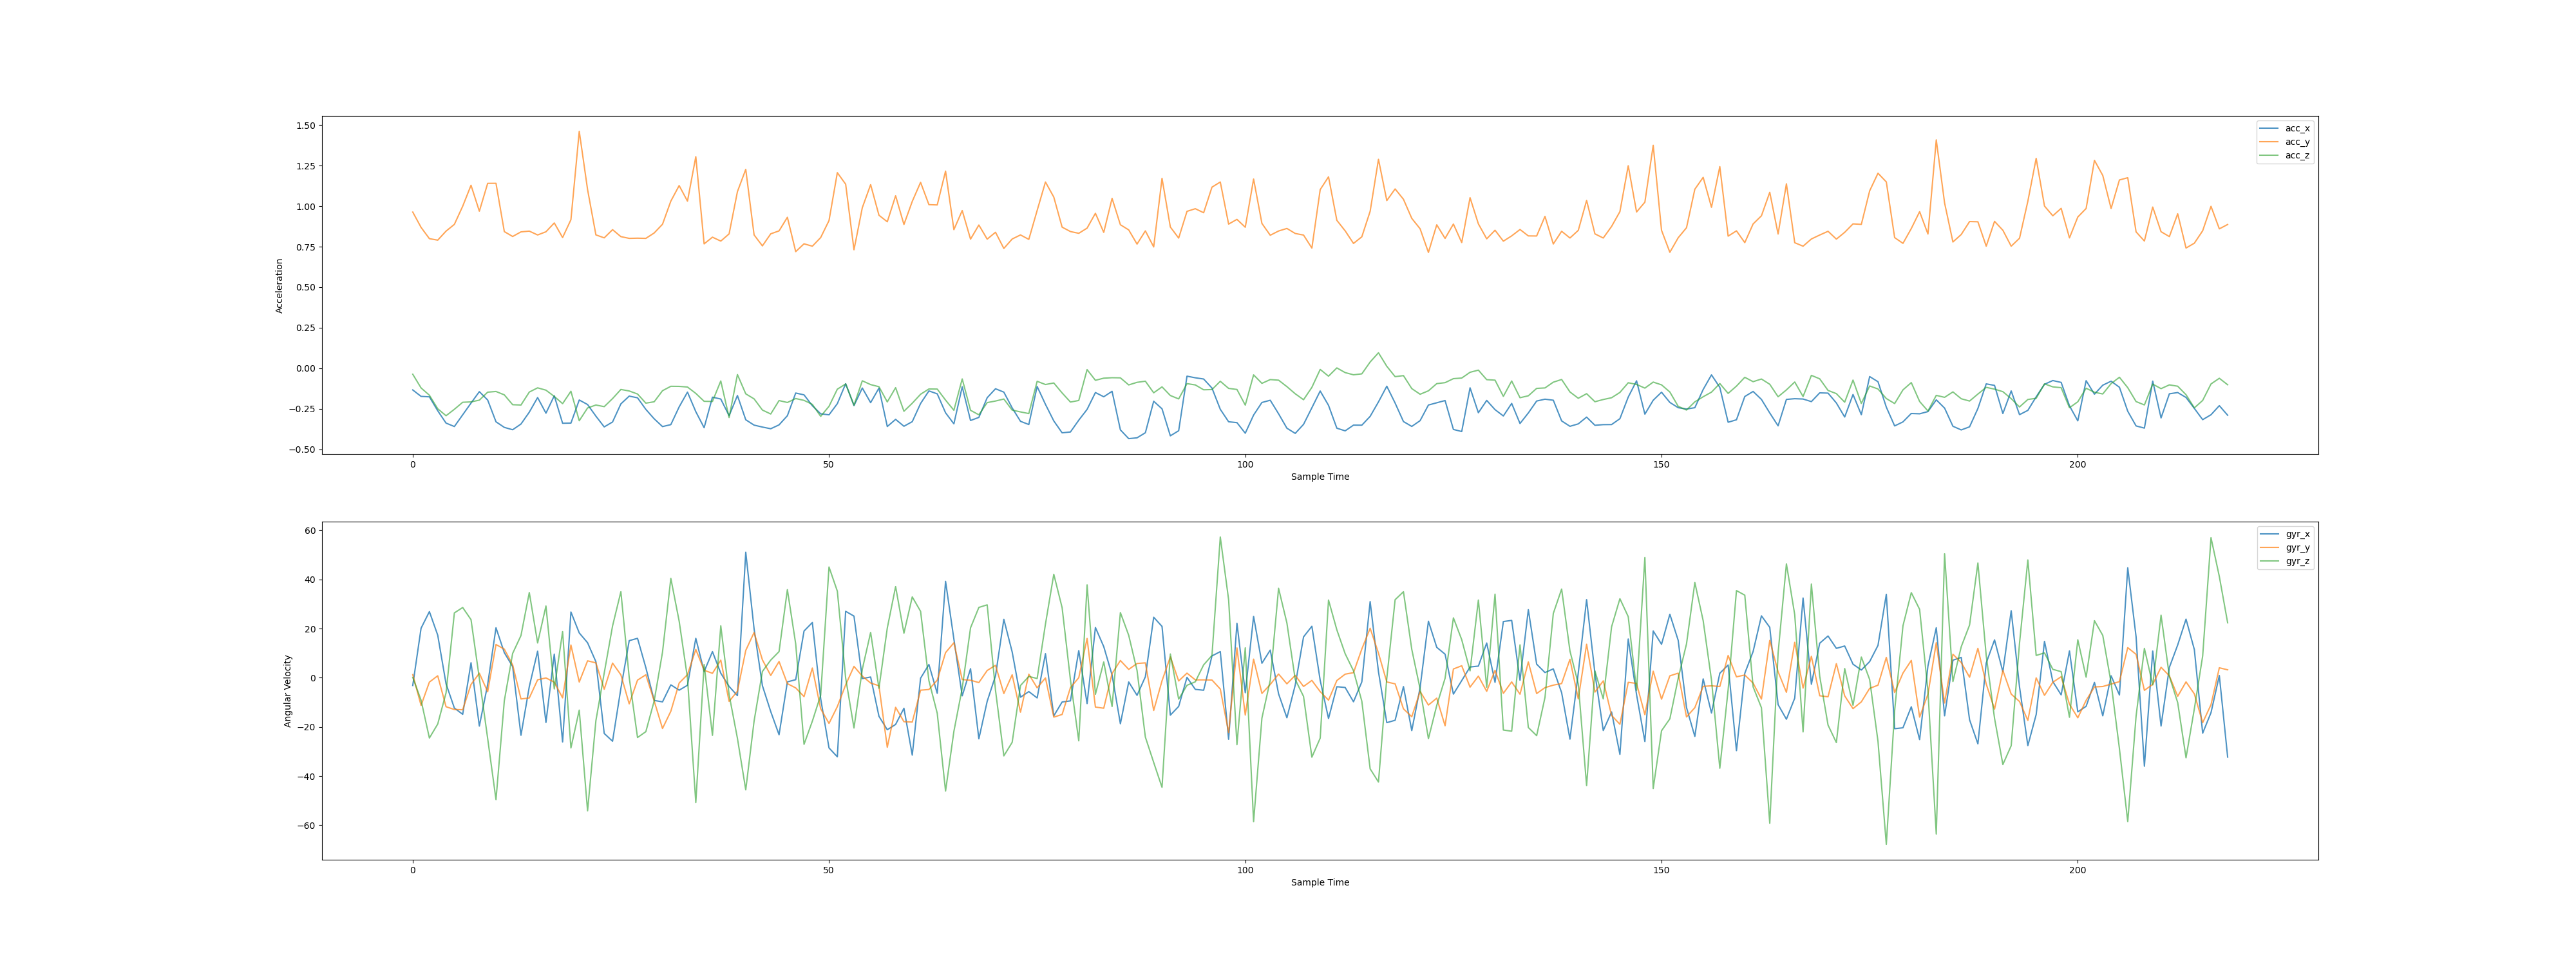 1.50
1.25
1.00
0.75
0.50
0.25
0.00
−0.25
−0.50
Acceleration
acc_x
acc_y
acc_z
0 50 100 150 200
Sample Time
60
40
20
0
−20
−40
−60
Angular Velocity
gyr_x
gyr_y
gyr_z
0 50 100 150 200
Sample Time